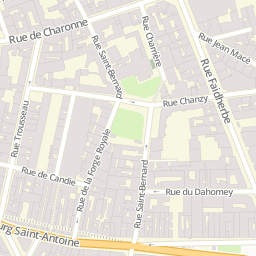 Rue de Charonne
Rue Saint-Bernard
Rue Charrière
Rue Jean Macé
Rue Faidherbe
Rue Chanzy
Rue Trousseau
Rue de la Forge Royale
Rue de Candie
Rue Saint-Bernard
Rue du Dahomey
urg Saint-Antoine